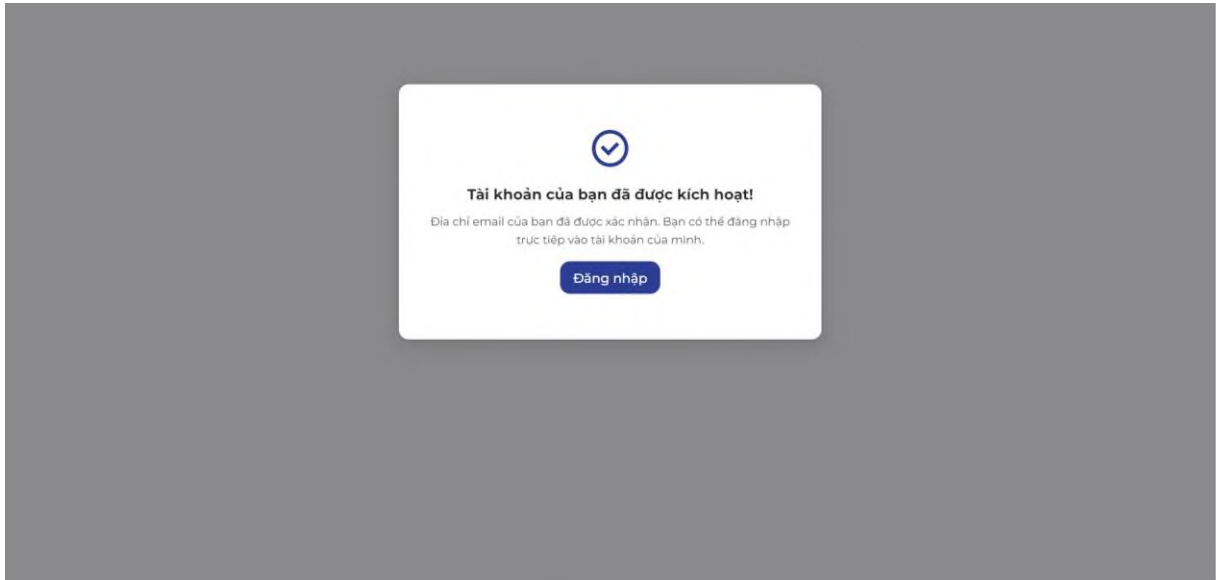 Tài khoản của bạn đã được kích hoạt!
Địa chỉ email của bạn đã được xác nhận. Bạn có thể đăng nhập
trực tiếp vào tài khoản của mình.
Đăng nhập